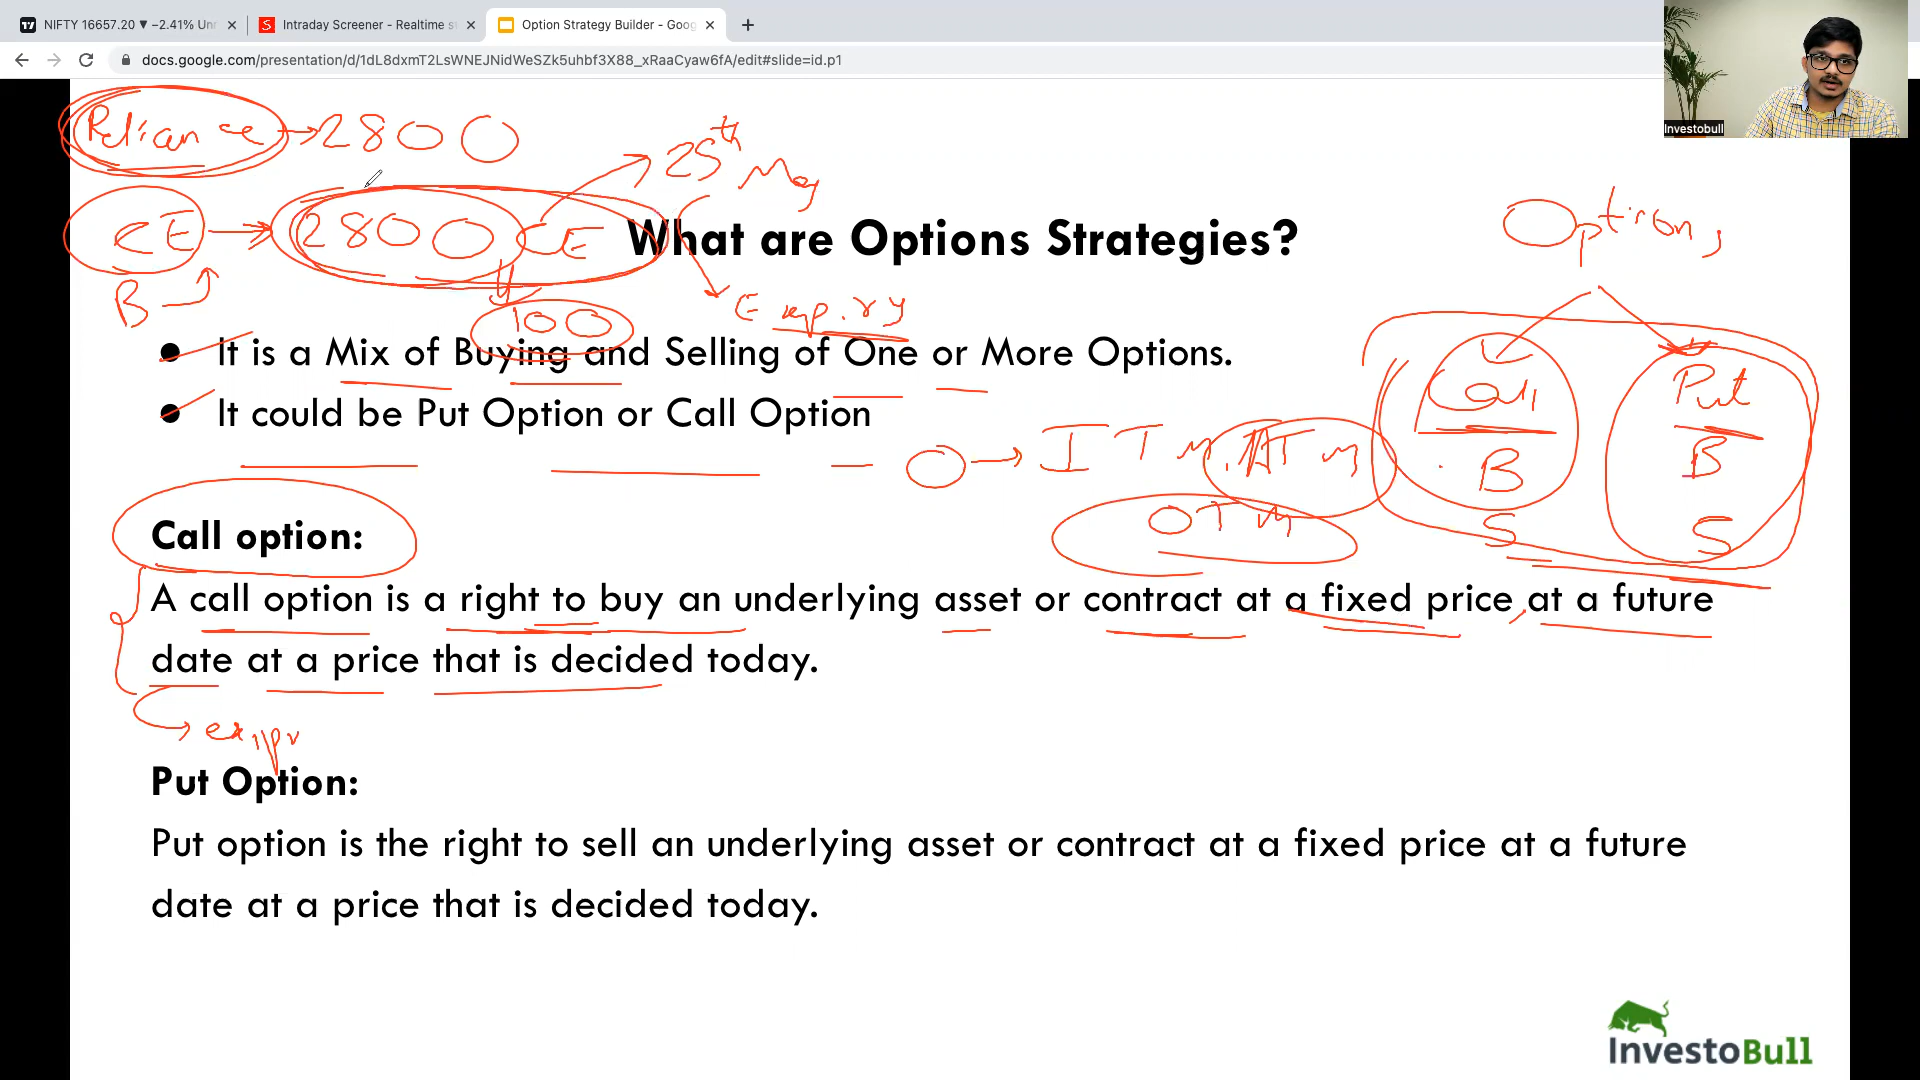 NIFTY 16657.20 ▼ −2.41% Un
Intraday Screener - Realtime s
Option Strategy Builder - Goog
docs.google.com/presentation/d/1dL8dxmT2LsWNEJNidWeSZk5uhbf3X88_xRaaCyaw6fA/edit#slide=id.p1
Investobull
Reliance → 2800
25th May
CE → 2800 CE
What are Options Strategies?
Options
B
100
Expiry
It is a Mix of Buying and Selling of One or More Options.
Call Put
It could be Put Option or Call Option
O → ITM ATM
B B
OTM
S S
Call option:
A call option is a right to buy an underlying asset or contract at a fixed price at a future
date at a price that is decided today.
Put Option:
Put option is the right to sell an underlying asset or contract at a fixed price at a future
date at a price that is decided today.
InvestoBull